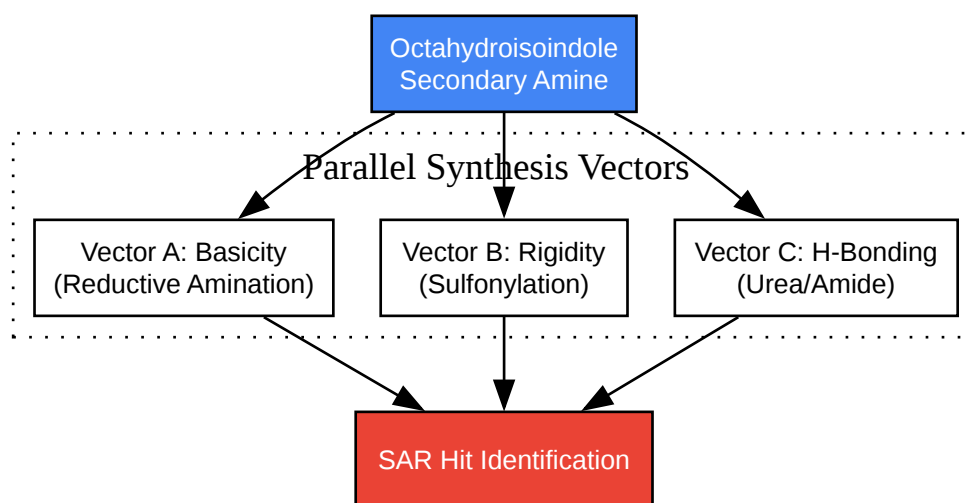 Octahydroisoindole
Secondary Amine
Parallel Synthesis Vectors
Vector A: Basicity
(Reductive Amination)
Vector B: Rigidity
(Sulfonylation)
Vector C: H-Bonding
(Urea/Amide)
SAR Hit Identification